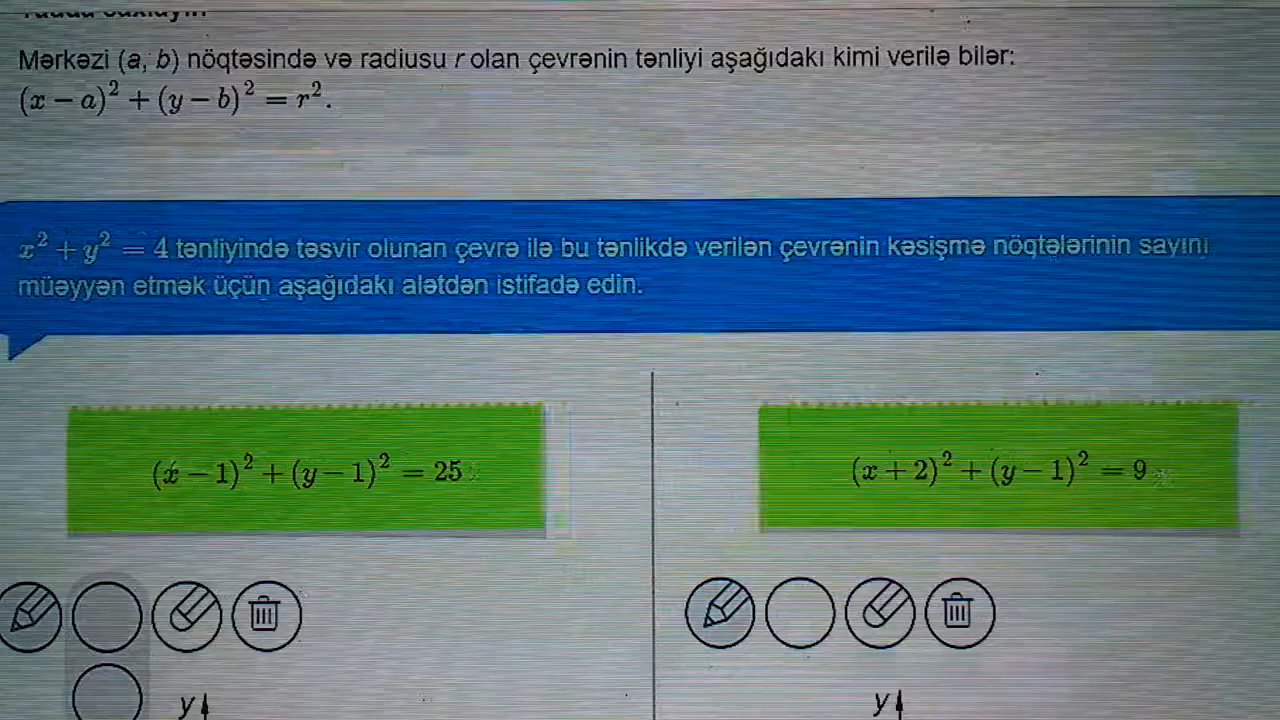 Mərkəzi (a, b) nöqtəsində və radiusu r olan çevrənin tənliyi aşağıdakı kimi verilə bilər:
(x − a)² + (y − b)² = r².
x² + y² = 4 tənliyində təsvir olunan çevrə ilə bu tənlikdə verilən çevrənin kəsişmə nöqtələrinin sayını
müəyyən etmək üçün aşağıdakı alətdən istifadə edin.
(x − 1)² + (y − 1)² = 25
(x + 2)² + (y − 1)² = 9
y
y